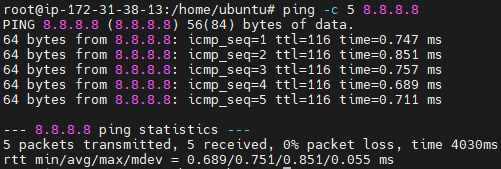 root@ip-172-31-38-13:/home/ubuntu# ping -c 5 8.8.8.8
PING 8.8.8.8 (8.8.8.8) 56(84) bytes of data.
64 bytes from 8.8.8.8: icmp_seq=1 ttl=116 time=0.747 ms
64 bytes from 8.8.8.8: icmp_seq=2 ttl=116 time=0.851 ms
64 bytes from 8.8.8.8: icmp_seq=3 ttl=116 time=0.757 ms
64 bytes from 8.8.8.8: icmp_seq=4 ttl=116 time=0.689 ms
64 bytes from 8.8.8.8: icmp_seq=5 ttl=116 time=0.711 ms

--- 8.8.8.8 ping statistics ---
5 packets transmitted, 5 received, 0% packet loss, time 4030ms
rtt min/avg/max/mdev = 0.689/0.751/0.851/0.055 ms